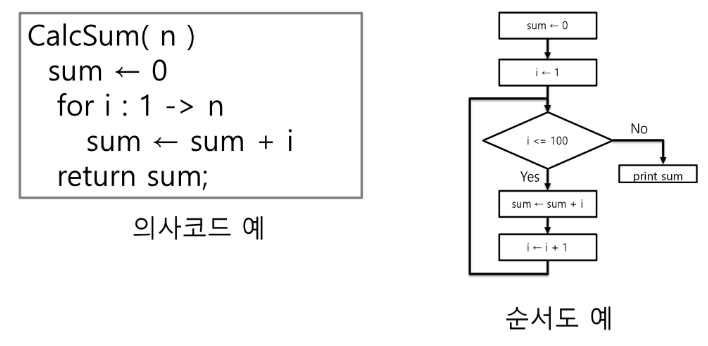 CalcSum( n )
sum ← 0
for i : 1 -> n
sum ← sum + i
return sum;
의사코드 예
sum ← 0
i ← 1
i <= 100
No
print sum
Yes
sum ← sum + i
i ← i + 1
순서도 예